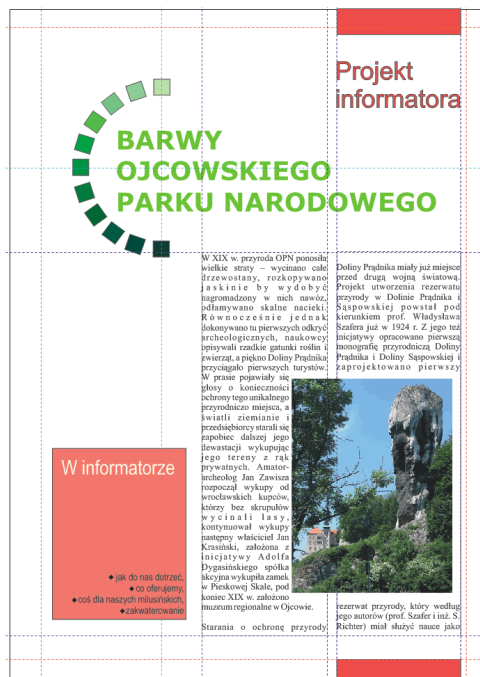 Projekt
informatora
BARWY
OJCOWSKIEGO
PARKU NARODOWEGO
W XIX w. przyroda OPN ponosiła
wielkie straty – wycinano całe
drzewostany, rozkopywano
jaskinie by wydobyć
nagromadzony w nich nawóz,
odłamywano skalne nacieki.
Równocześnie jednak
dokonywano tu pierwszych odkryć
archeologicznych, naukowcy
opisywali rzadkie gatunki roślin i
zwierząt, a piękno Doliny Prądnika
przyciągało pierwszych turystów.
W prasie pojawiały się
głosy o konieczności
ochrony tego unikalnego
przyrodniczo miejsca, a
światli ziemianie i
przedsiębiorcy starali się
zapobiec dalszej jego
dewastacji wykupując
jego tereny z rąk
prywatnych. Amator-
archeolog Jan Zawisza
rozpoczął wykupy od
wrocławskich kupców,
którzy bez skrupułów
wycinali lasy,
kontynuował wykupy
następny właściciel Jan
Krasiński, założona z
inicjatywy Adolfa
Dygasińskiego spółka
akcyjna wykupiła zamek
w Pieskowej Skale, pod
koniec XIX w. założono
muzeum regionalne w Ojcowie.
Starania o ochronę przyrody
Doliny Prądnika miały już miejsce
przed drugą wojną światową.
Projekt utworzenia rezerwatu
przyrody w Dolinie Prądnika i
Sąspowskiej powstał pod
kierunkiem prof. Władysława
Szafera już w 1924 r. Z jego też
inicjatywy opracowano pierwszą
monografię przyrodniczą Doliny
Prądnika i Doliny Sąspowskiej i
zaprojektowano pierwszy
rezerwat przyrody, który według
jego autorów (prof. Szafer i inż. S.
Richter) miał służyć nauce jako
W informatorze
◆ jak do nas dotrzeć,
◆ co oferujemy,
◆ coś dla naszych milusińskich,
◆ zakwaterowanie